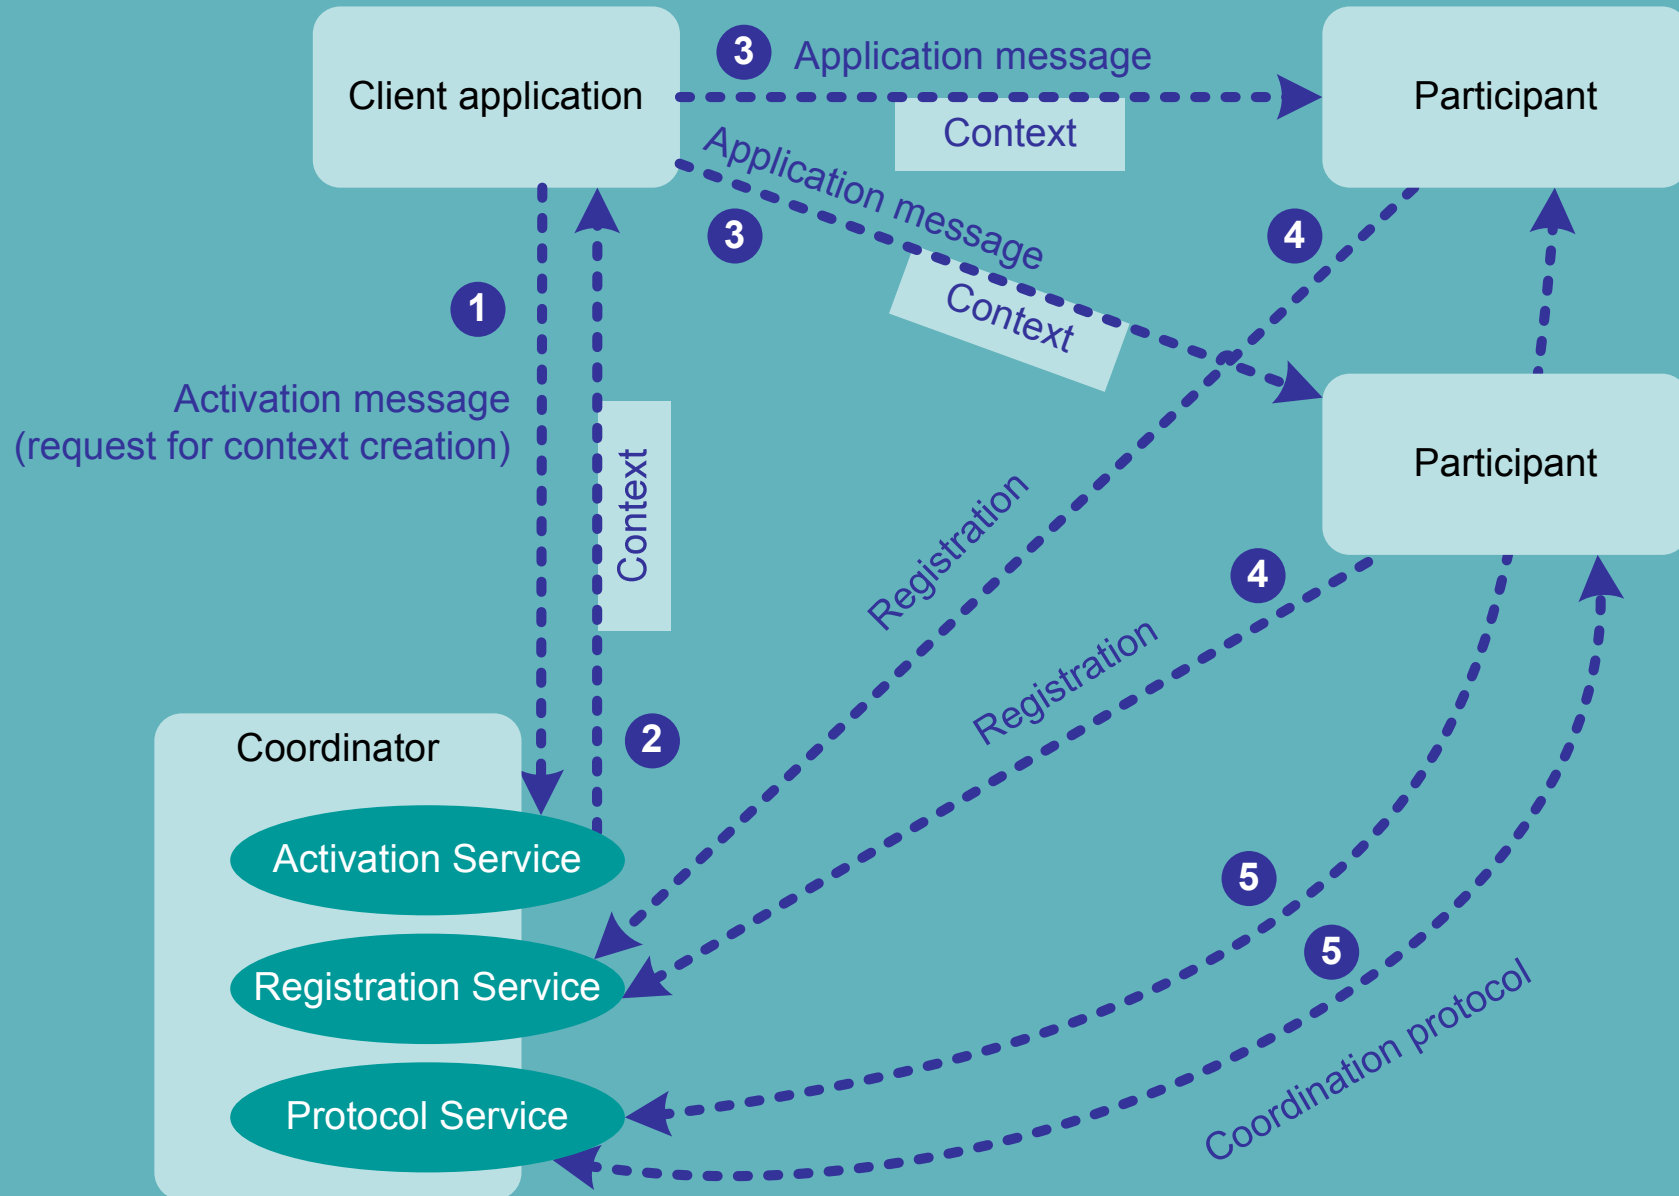 Client application
3
Application message
Context
Participant
Application message
3
Context
4
1
Activation message
(request for context creation)
Context
Participant
Registration
4
Registration
2
Coordinator
Activation Service
Registration Service
Protocol Service
5
5
Coordination protocol